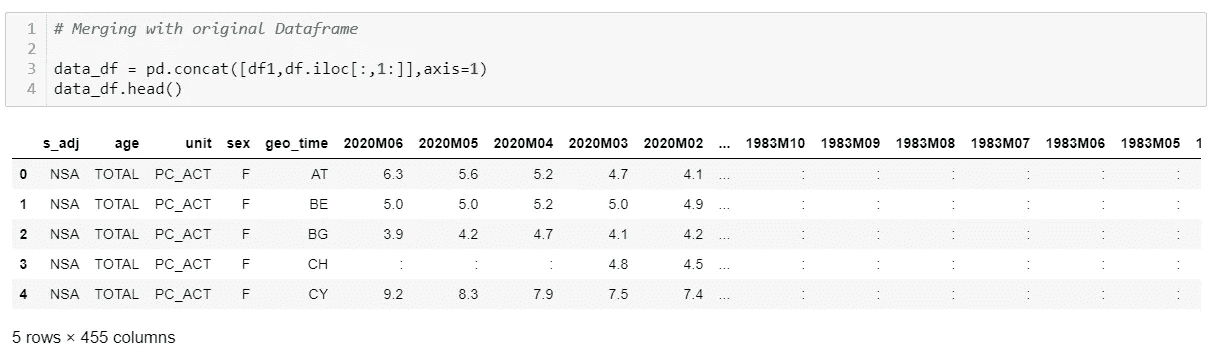 1 # Merging with original Dataframe
2
3 data_df = pd.concat([df1,df.iloc[:,1:]],axis=1)
4 data_df.head()
s_adj age unit sex geo_time 2020M06 2020M05 2020M04 2020M03 2020M02 ... 1983M10 1983M09 1983M08 1983M07 1983M06 1983M05 1
0 NSA TOTAL PC_ACT F AT 6.3 5.6 5.2 4.7 4.1 ... : : : : : :
1 NSA TOTAL PC_ACT F BE 5.0 5.0 5.2 5.0 4.9 ... : : : : : :
2 NSA TOTAL PC_ACT F BG 3.9 4.2 4.7 4.1 4.2 ... : : : : : :
3 NSA TOTAL PC_ACT F CH : : : 4.8 4.5 ... : : : : : :
4 NSA TOTAL PC_ACT F CY 9.2 8.3 7.9 7.5 7.4 ... : : : : : :
5 rows × 455 columns